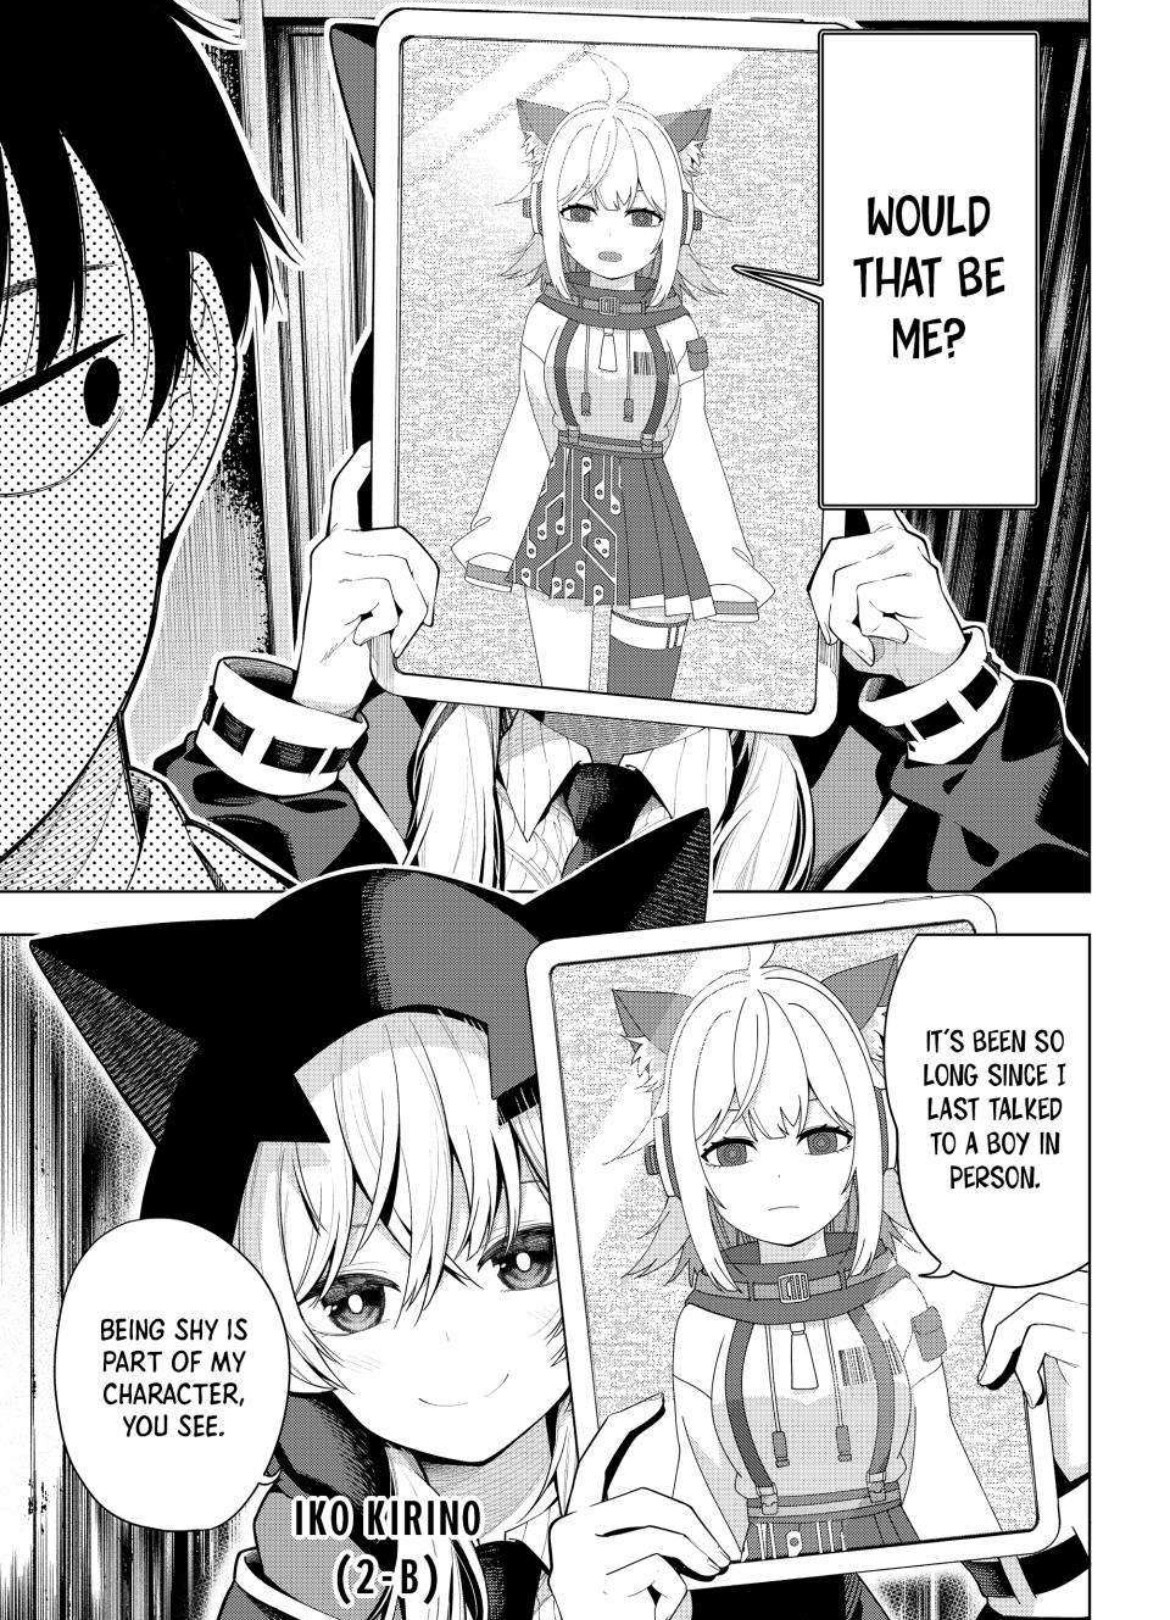 WOULD
THAT BE
ME?
IT'S BEEN SO
LONG SINCE I
LAST TALKED
TO A BOY IN
PERSON.
BEING SHY IS
PART OF MY
CHARACTER,
YOU SEE.
IKO KIRINO
(2-B)